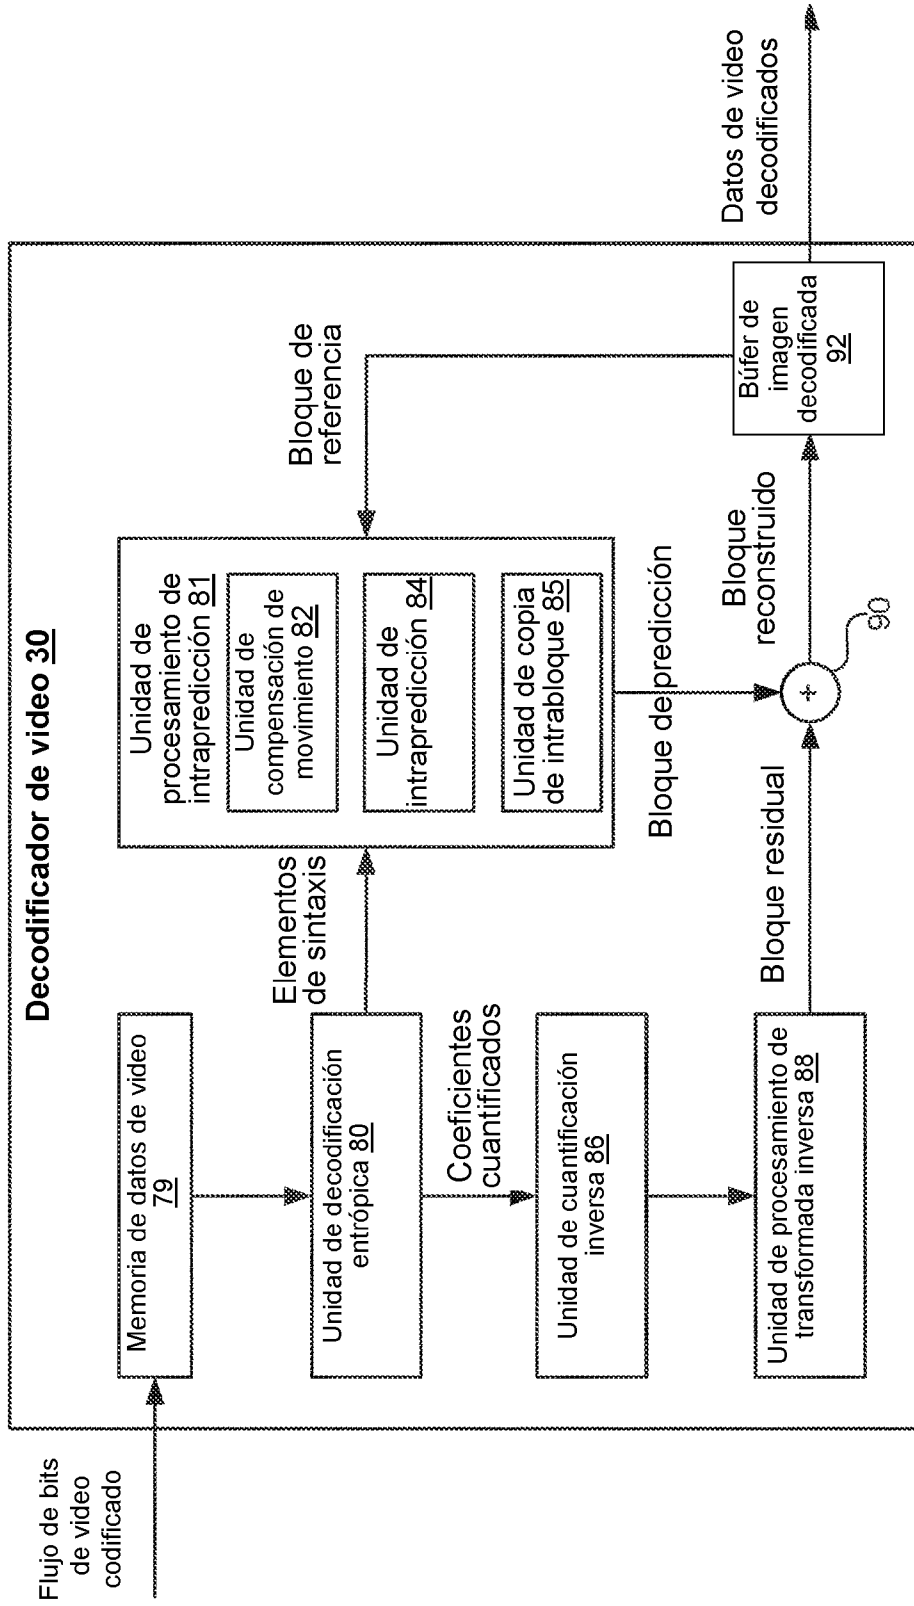 Decodificador de video 30
Flujo de bits
de video
codificado
Memoria de datos de video
79
Unidad de decodificación
entrópica 80
Elementos
de sintaxis
Coeficientes
cuantificados
Unidad de cuantificación
inversa 86
Unidad de procesamiento de
transformada inversa 88
Unidad de
procesamiento de
intrapredicción 81
Unidad de
compensación de
movimiento 82
Unidad de
intrapredicción 84
Unidad de copia
de intrabloque 85
Bloque de
referencia
Bloque de predicción
Bloque residual
+
90
Bloque
reconstruido
Búfer de
imagen
decodificada
92
Datos de video
decodificados